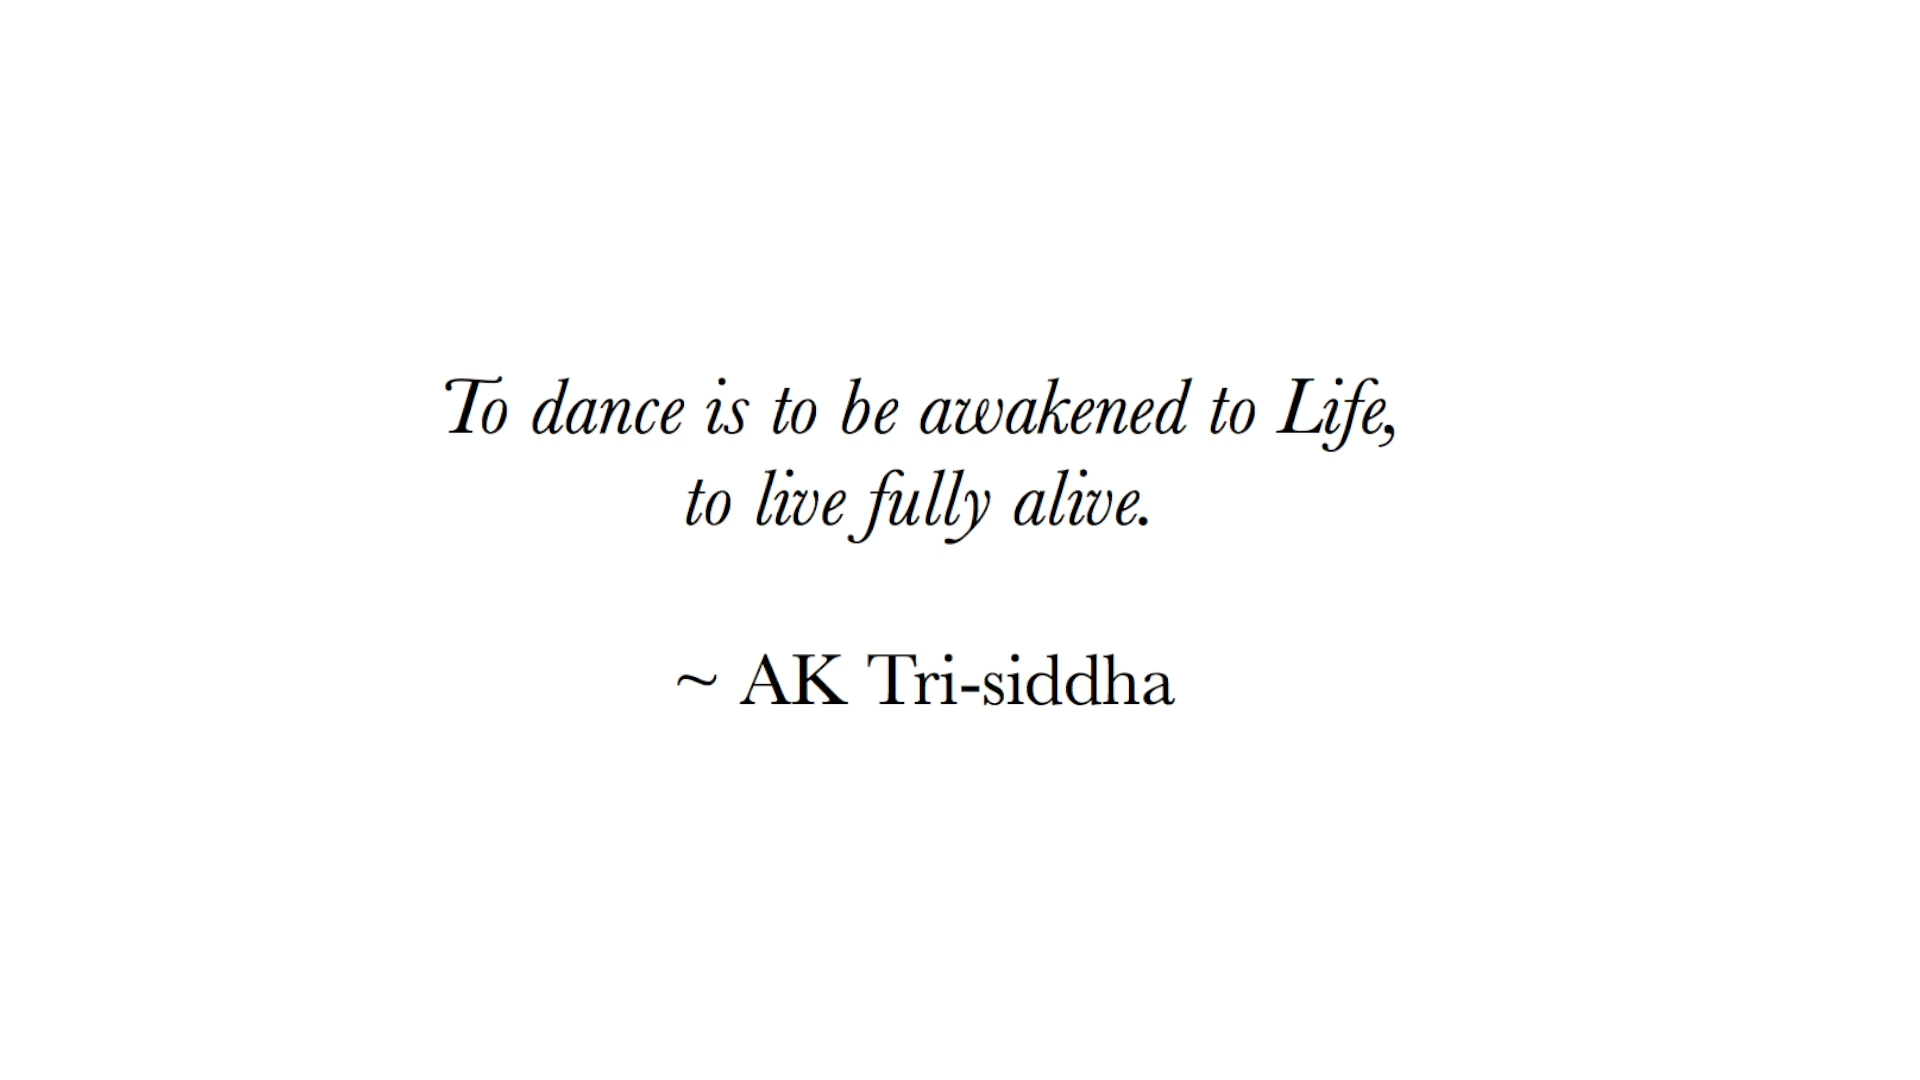 To dance is to be awakened to Life,
to live fully alive.
~ AK Tri-siddha